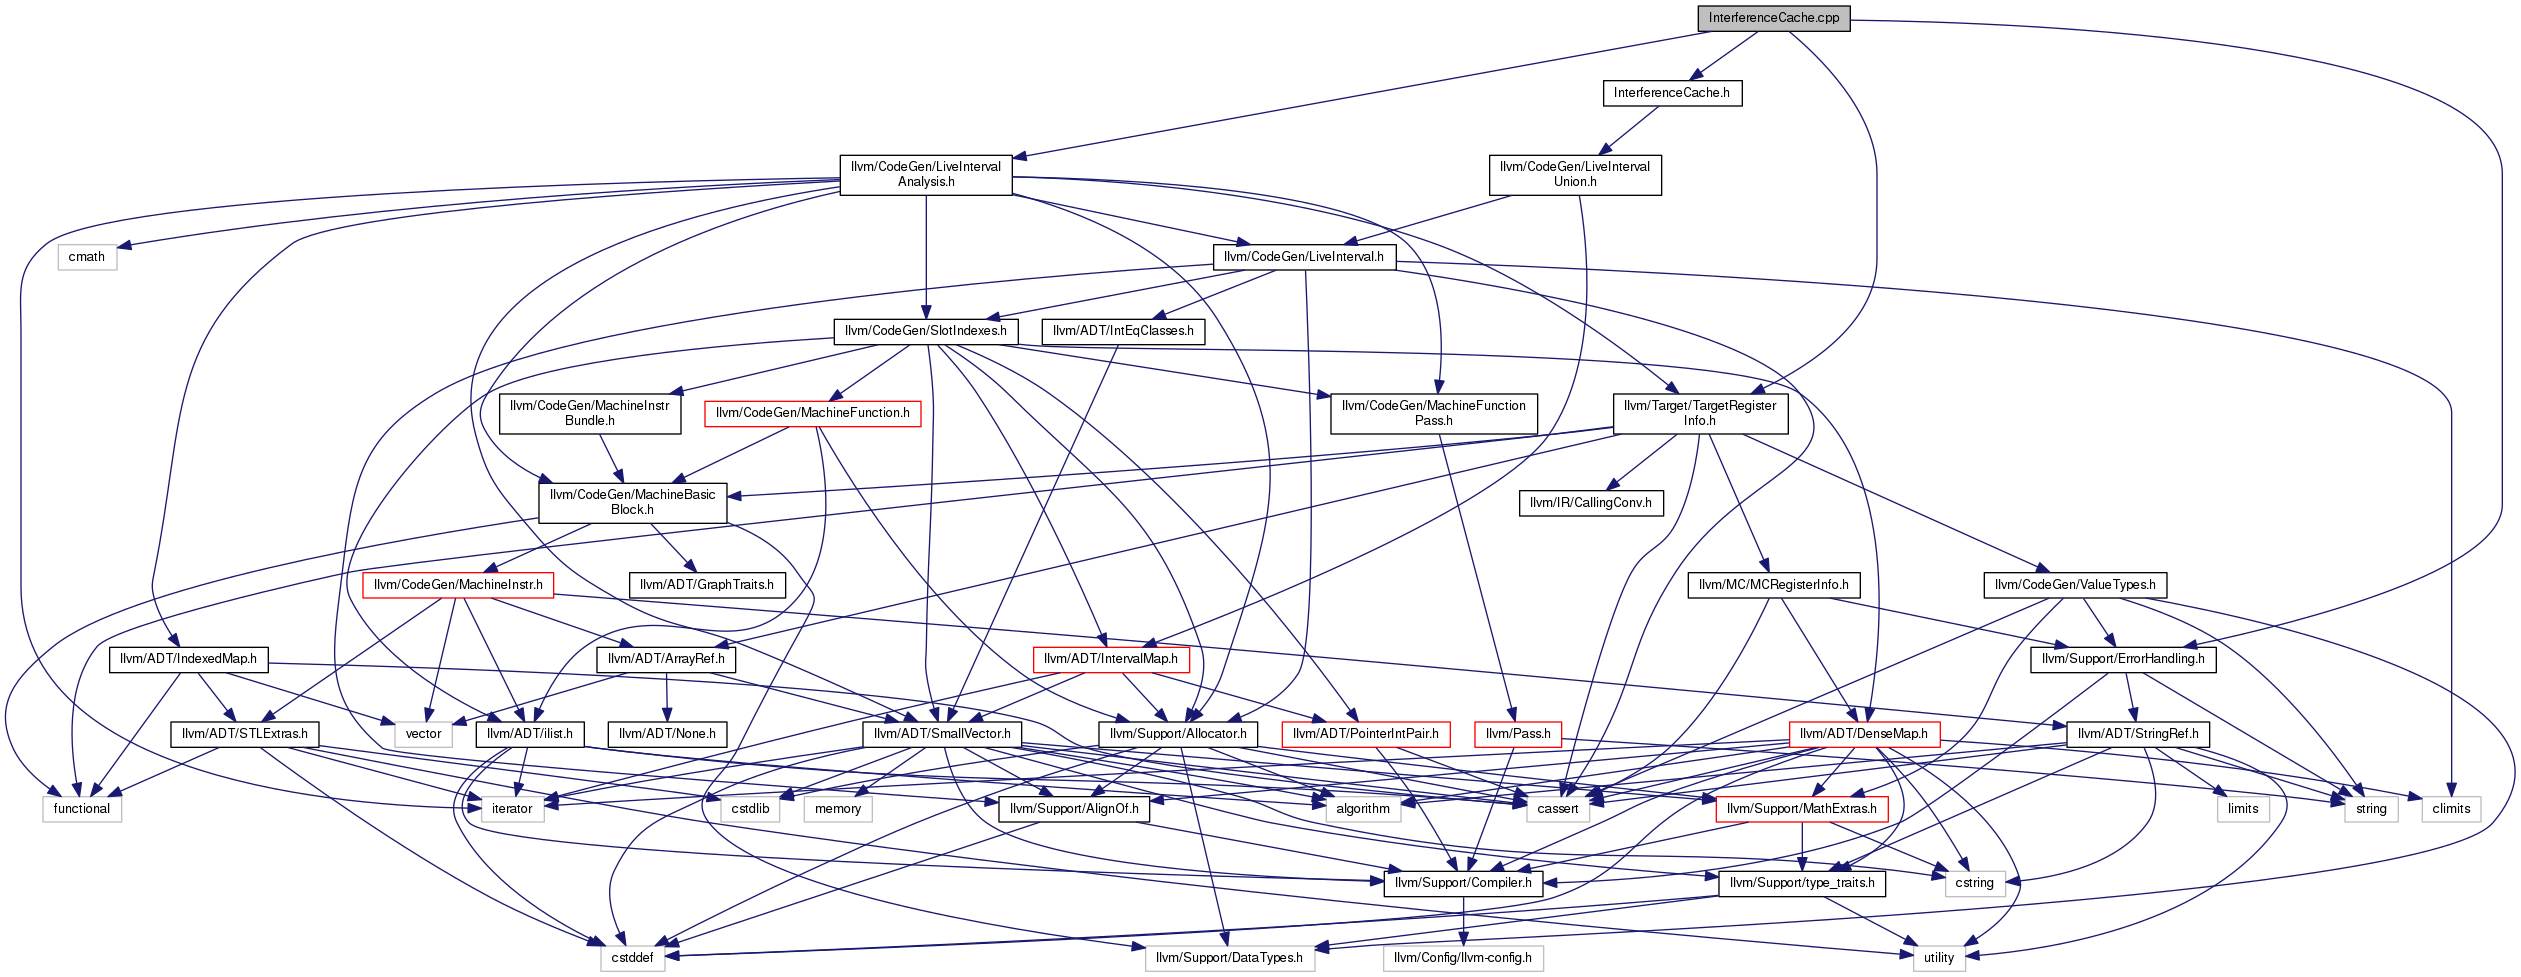 InterferenceCache.cpp
InterferenceCache.h
llvm/CodeGen/LiveInterval
Analysis.h
llvm/CodeGen/LiveInterval
Union.h
cmath
llvm/CodeGen/LiveInterval.h
llvm/CodeGen/SlotIndexes.h
llvm/ADT/IntEqClasses.h
llvm/CodeGen/MachineInstr
Bundle.h
llvm/CodeGen/MachineFunction.h
llvm/CodeGen/MachineFunction
Pass.h
llvm/Target/TargetRegister
Info.h
llvm/CodeGen/MachineBasic
Block.h
llvm/IR/CallingConv.h
llvm/CodeGen/MachineInstr.h
llvm/ADT/GraphTraits.h
llvm/MC/MCRegisterInfo.h
llvm/CodeGen/ValueTypes.h
llvm/ADT/IndexedMap.h
llvm/ADT/ArrayRef.h
llvm/ADT/IntervalMap.h
llvm/Support/ErrorHandling.h
llvm/ADT/STLExtras.h
vector
llvm/ADT/ilist.h
llvm/ADT/None.h
llvm/ADT/SmallVector.h
llvm/Support/Allocator.h
llvm/ADT/PointerIntPair.h
llvm/Pass.h
llvm/ADT/DenseMap.h
llvm/ADT/StringRef.h
functional
iterator
algorithm
cstdlib
memory
llvm/Support/AlignOf.h
cassert
llvm/Support/MathExtras.h
limits
string
climits
llvm/Support/Compiler.h
llvm/Support/type_traits.h
cstring
cstddef
llvm/Support/DataTypes.h
llvm/Config/llvm-config.h
utility